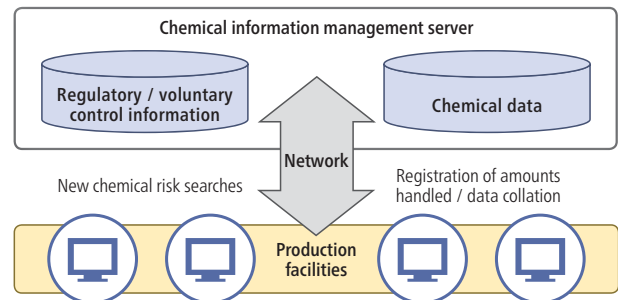 Chemical information management server
Regulatory / voluntary
control information
Chemical data
Network
New chemical risk searches
Registration of amounts
handled / data collation
Production
facilities